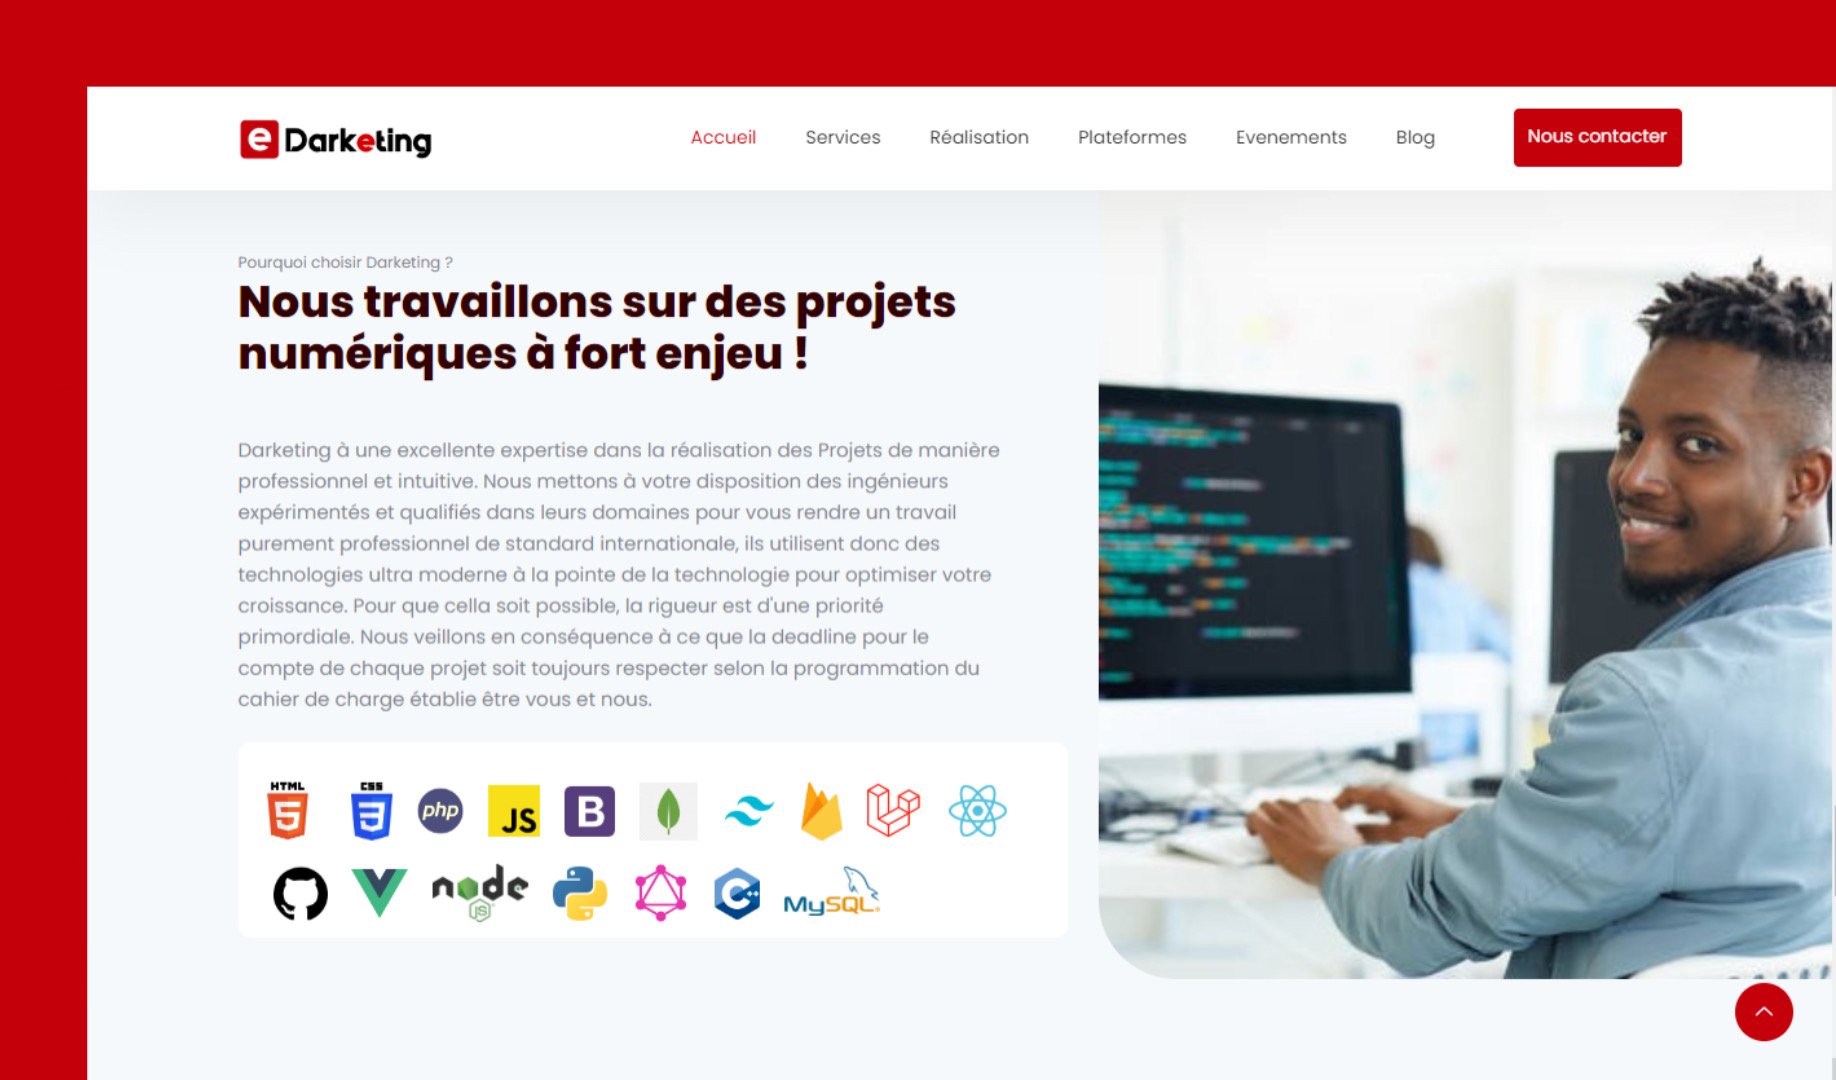 e Darketing
Accueil Services Réalisation Plateformes Evenements Blog Nous contacter
Pourquoi choisir Darketing ?
Nous travaillons sur des projets
numériques à fort enjeu !
Darketing à une excellente expertise dans la réalisation des Projets de manière
professionnel et intuitive. Nous mettons à votre disposition des ingénieurs
expérimentés et qualifiés dans leurs domaines pour vous rendre un travail
purement professionnel de standard internationale, ils utilisent donc des
technologies ultra moderne à la pointe de la technologie pour optimiser votre
croissance. Pour que cella soit possible, la rigueur est d'une priorité
primordiale. Nous veillons en conséquence à ce que la deadline pour le
compte de chaque projet soit toujours respecter selon la programmation du
cahier de charge établie être vous et nous.
HTML 5 CSS 3 php JS B
node JS C++ MySQL